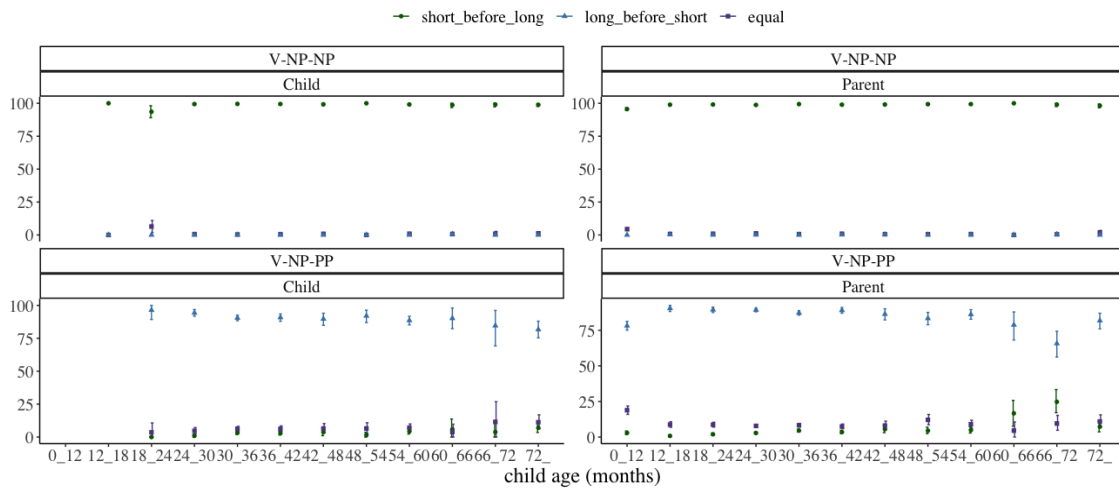 short_before_long long_before_short equal
V-NP-NP V-NP-NP
Child Parent
100 100
75 75
50 50
25 25
0 0
V-NP-PP V-NP-PP
Child Parent
100
75 75
50 50
25 25
0 0
0_12 12_18 18_24 24_30 30_36 36_42 42_48 48_54 54_60 60_66 66_72 72_ 0_12 12_18 18_24 24_30 30_36 36_42 42_48 48_54 54_60 60_66 66_72 72_
child age (months)